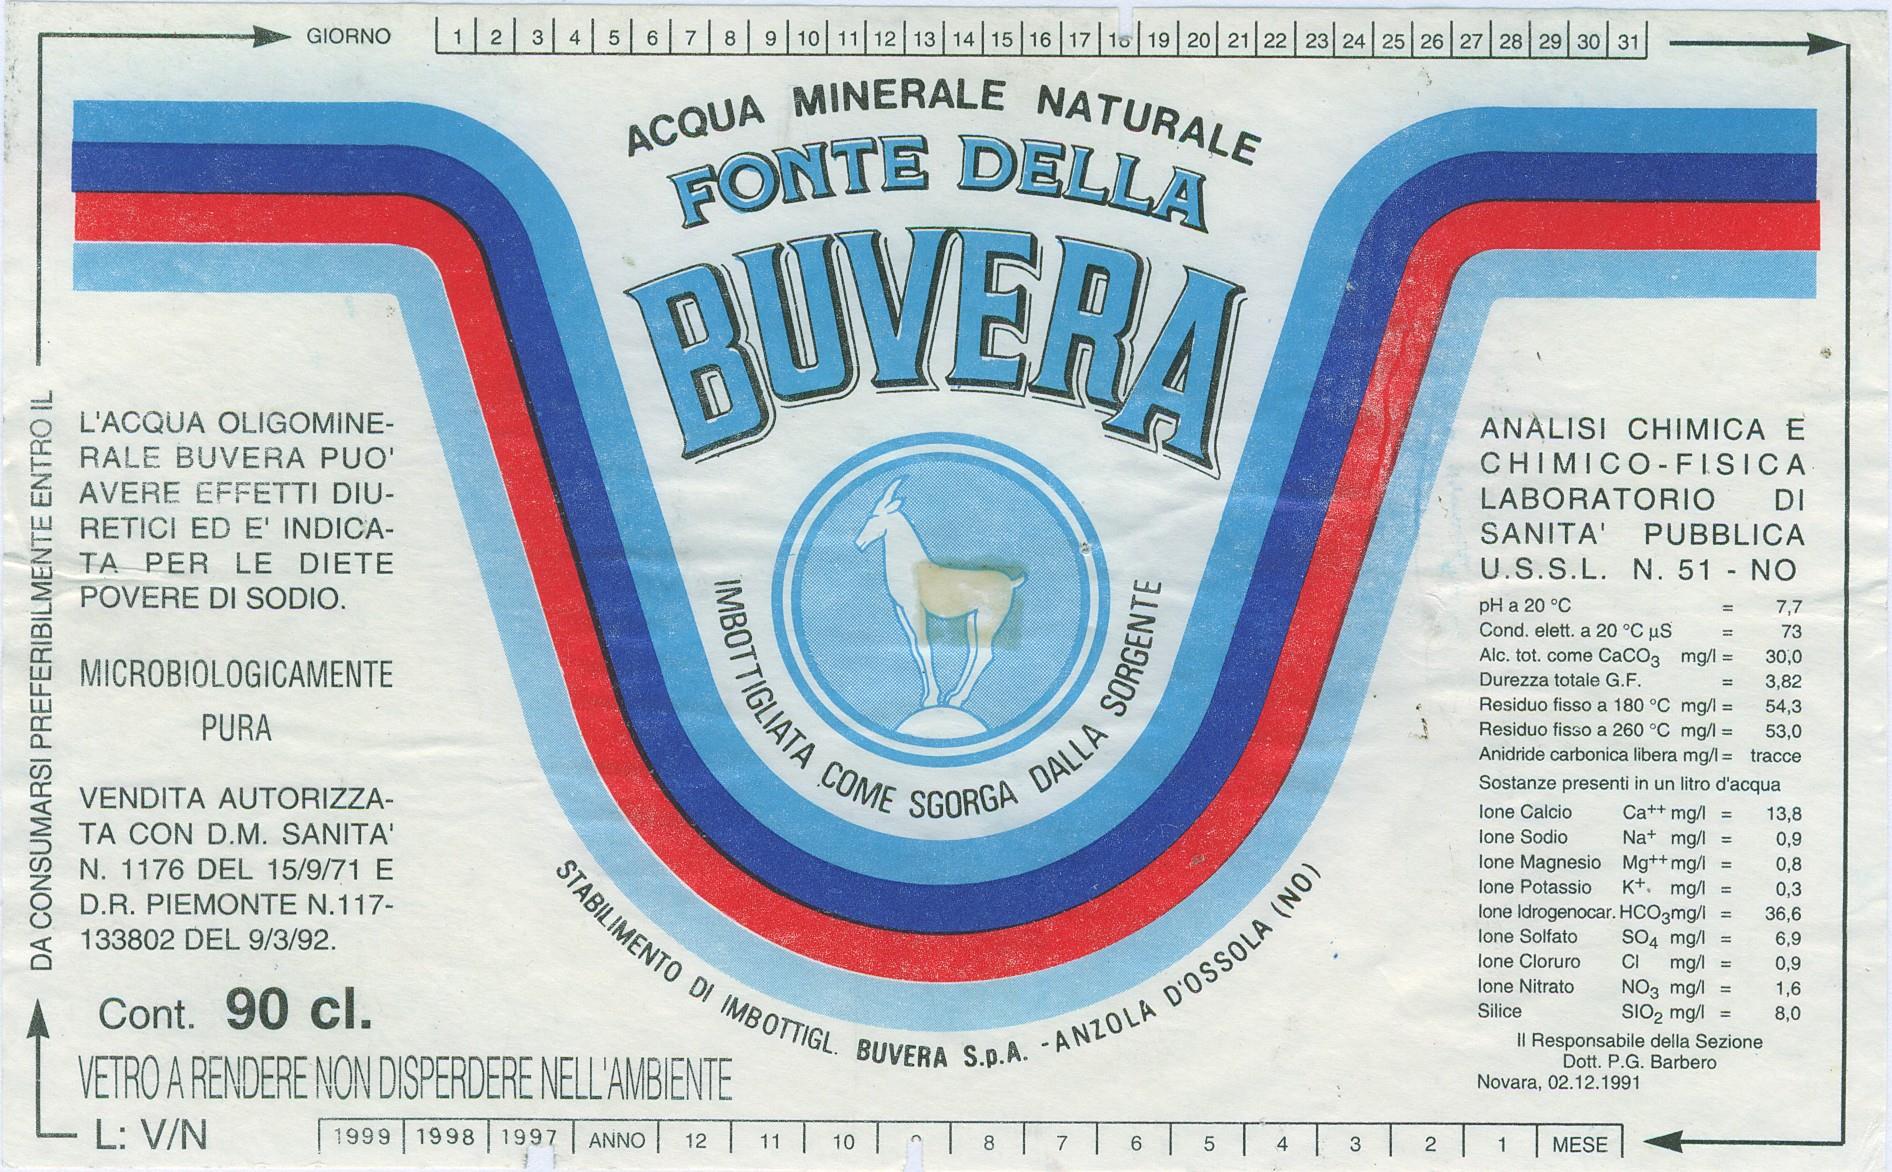 GIORNO 1 2 3 4 5 6 7 8 9 10 11 12 13 14 15 16 17 18 19 20 21 22 23 24 25 26 27 28 29 30 31
ACQUA MINERALE NATURALE
FONTE DELLA
BUVERA
IMBOTTIGLIATA COME SGORGA DALLA SORGENTE
STABILIMENTO DI IMBOTTIGL. BUVERA S.p.A. - ANZOLA D'OSSOLA (NO)
DA CONSUMARSI PREFERIBILMENTE ENTRO IL
L'ACQUA OLIGOMINE-
RALE BUVERA PUO'
AVERE EFFETTI DIU-
RETICI ED E' INDICA-
TA PER LE DIETE
POVERE DI SODIO.
MICROBIOLOGICAMENTE
PURA
VENDITA AUTORIZZA-
TA CON D.M. SANITA'
N. 1176 DEL 15/9/71 E
D.R. PIEMONTE N.117-
133802 DEL 9/3/92.
Cont. 90 cl.
VETRO A RENDERE NON DISPERDERE NELL'AMBIENTE
L: V/N
ANALISI CHIMICA E
CHIMICO-FISICA
LABORATORIO DI
SANITA' PUBBLICA
U.S.S.L. N. 51 - NO
pH a 20 °C = 7,7
Cond. elett. a 20 °C µS = 73
Alc. tot. come CaCO3 mg/l = 30,0
Durezza totale G.F. = 3,82
Residuo fisso a 180 °C mg/l = 54,3
Residuo fisso a 260 °C mg/l = 53,0
Anidride carbonica libera mg/l = tracce
Sostanze presenti in un litro d'acqua
Ione Calcio Ca++ mg/l = 13,8
Ione Sodio Na+ mg/l = 0,9
Ione Magnesio Mg++ mg/l = 0,8
Ione Potassio K+ mg/l = 0,3
Ione Idrogenocar. HCO3 mg/l = 36,6
Ione Solfato SO4 mg/l = 6,9
Ione Cloruro Cl mg/l = 0,9
Ione Nitrato NO3 mg/l = 1,6
Silice SIO2 mg/l = 8,0
Il Responsabile della Sezione
Dott. P.G. Barbero
Novara, 02.12.1991
1999 1998 1997 ANNO 12 11 10 8 7 6 5 4 3 2 1 MESE